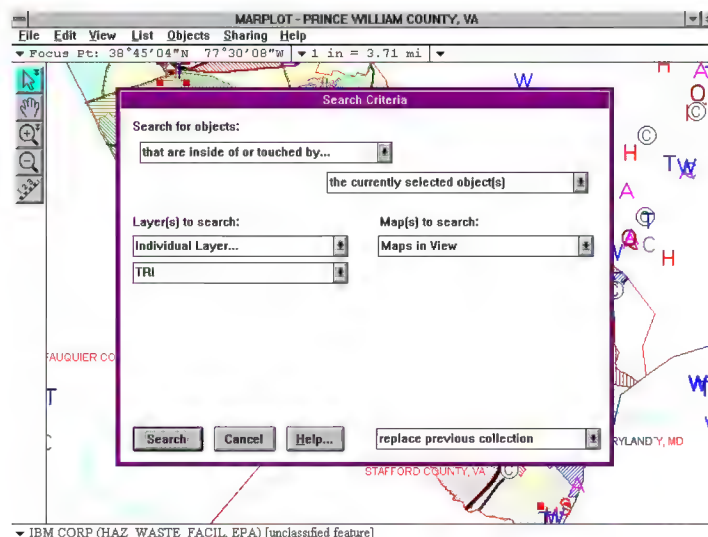 MARPLOT - PRINCE WILLIAM COUNTY, VA
File Edit View List Objects Sharing Help
Focus Pt: 38°45'04"N 77°30'08"W 1 in = 3.71 mi
Search Criteria
Search for objects:
that are inside of or touched by...
the currently selected object(s)
Layer(s) to search:
Map(s) to search:
Individual Layer...
Maps in View
TRI
Search
Cancel
Help...
replace previous collection
W
H
A
Q
©
H
©
T
W
A
©
T
A
C
H
W
FAUQUIER CO
T
RYLAND'Y, MD
STAFFORD COUNTY, VA
©
A
IBM CORP (HAZ WASTE FACIL, EPA) [unclassified feature]